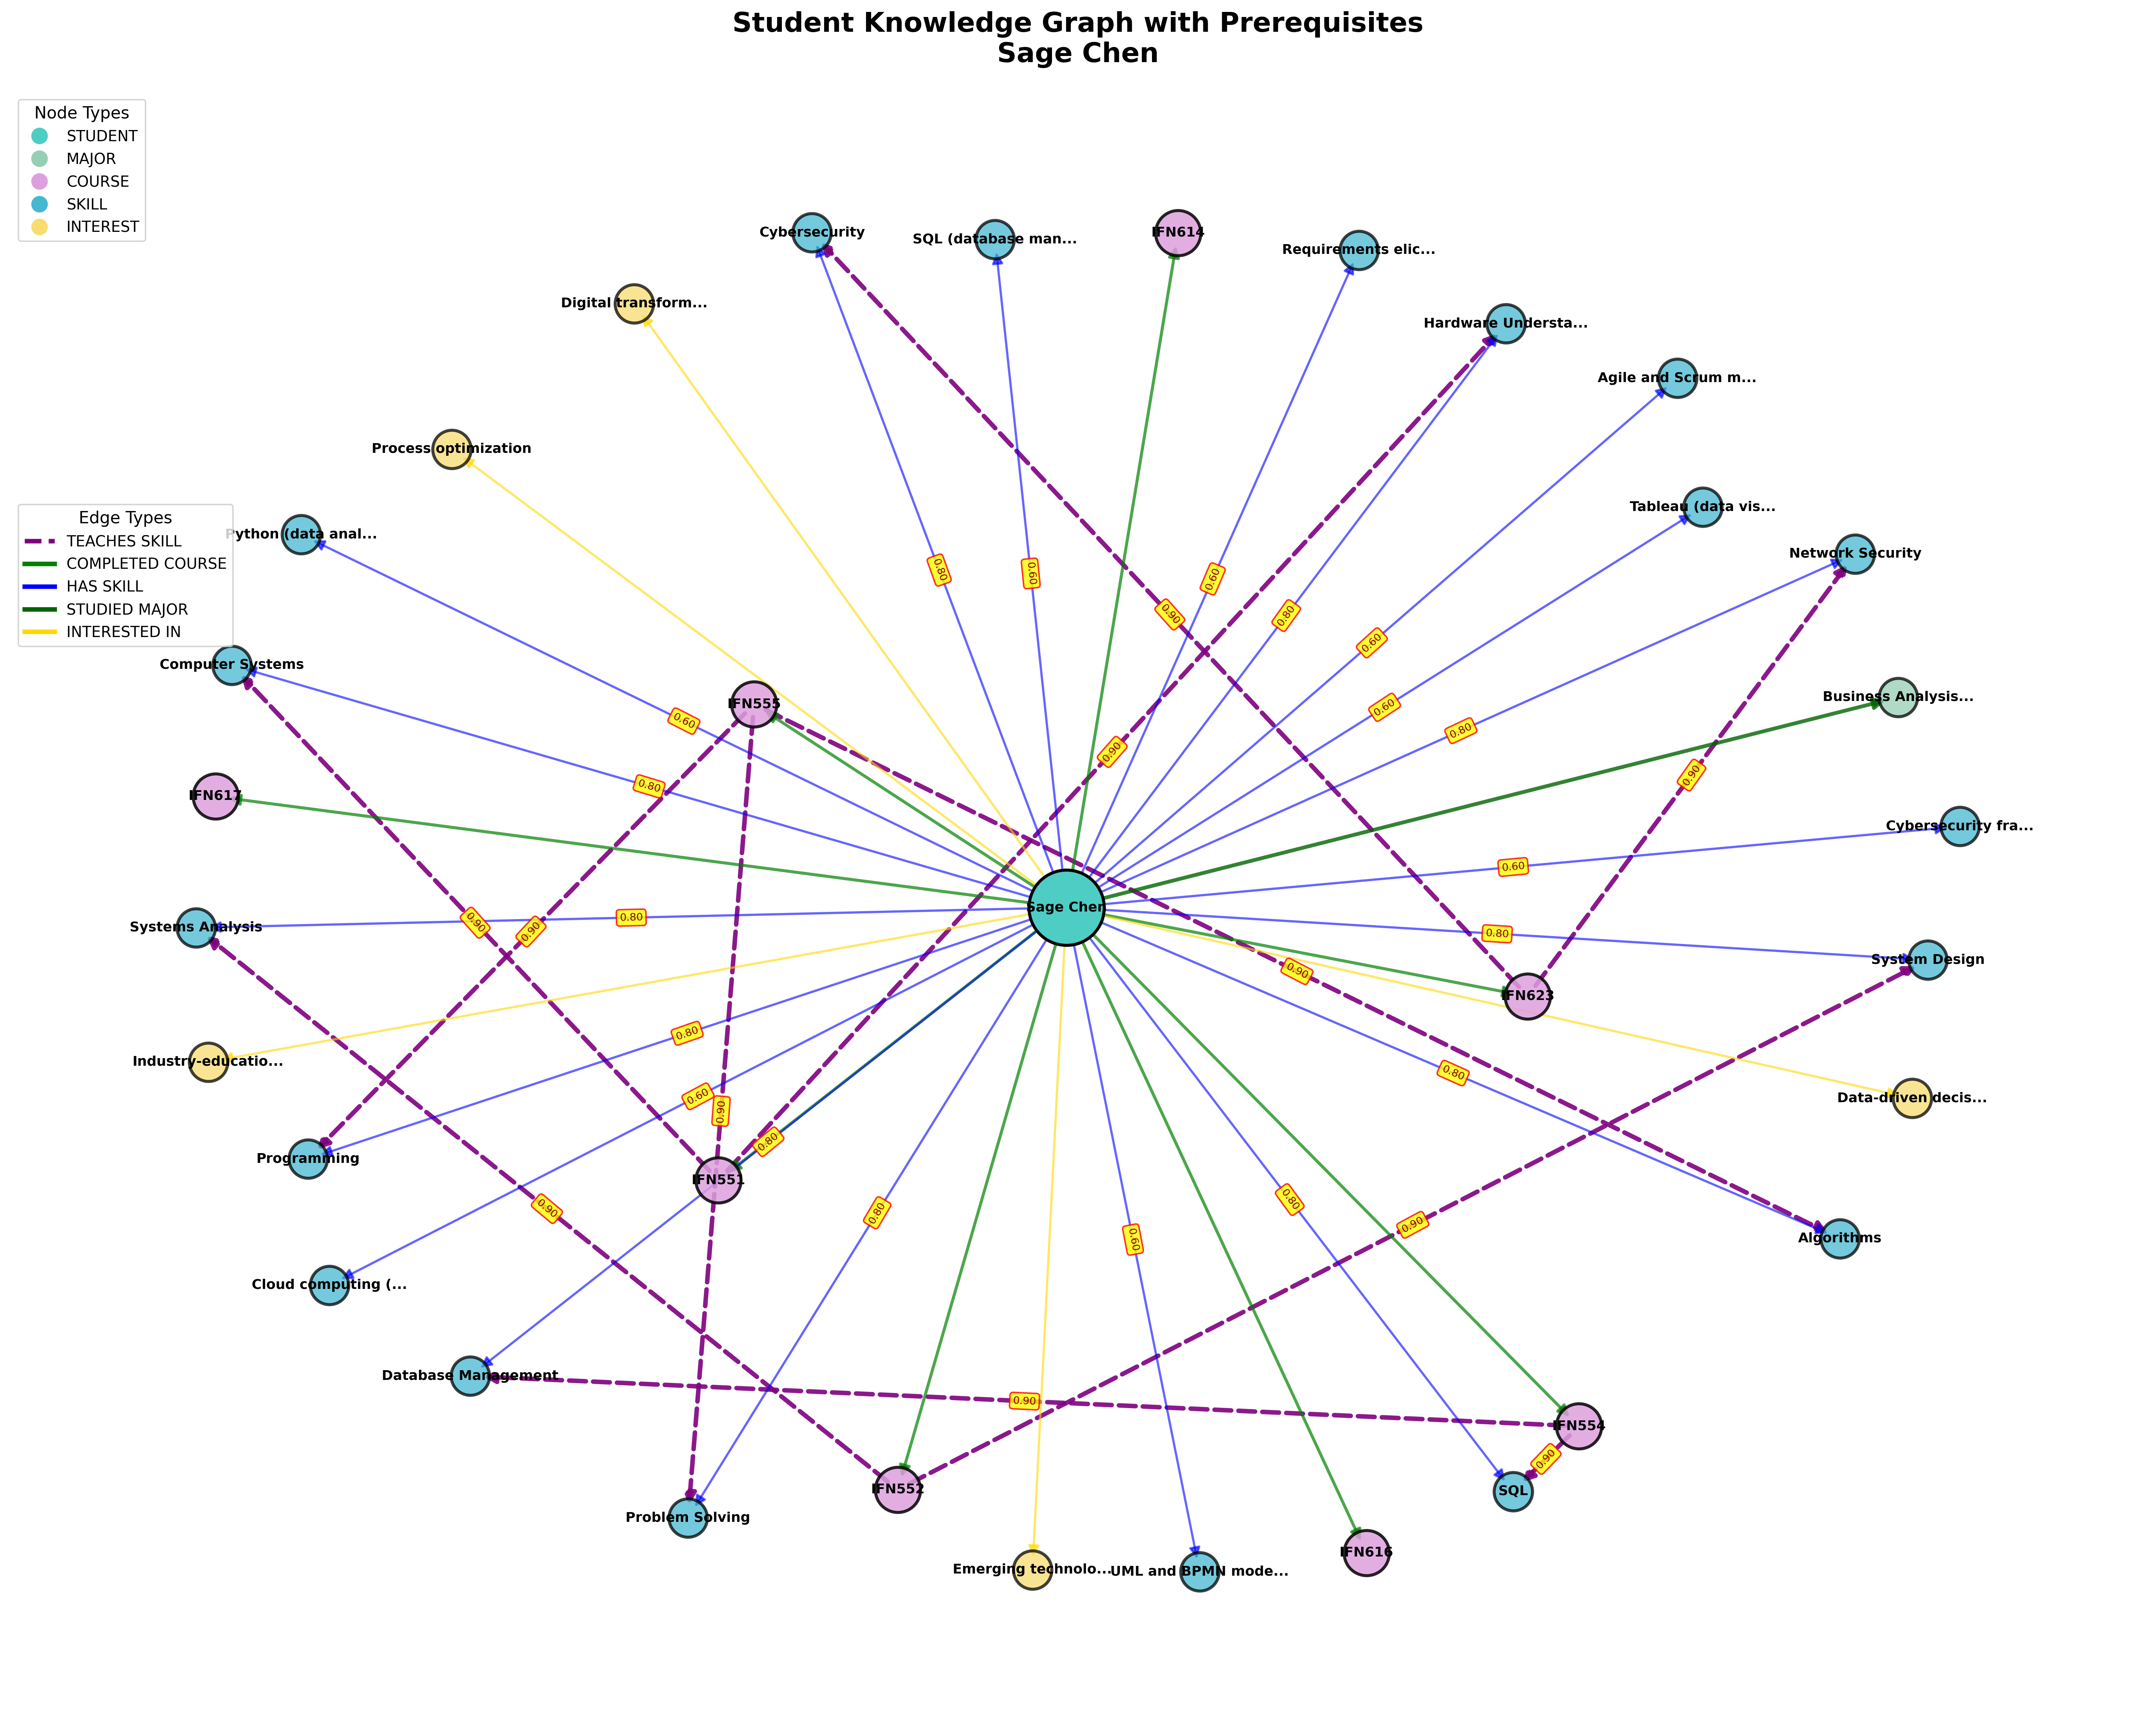 Student Knowledge Graph with Prerequisites
Sage Chen
Node Types
STUDENT
MAJOR
COURSE
SKILL
INTEREST
Cybersecurity
SQL (database man...
IFN614
Requirements elic...
Digital transform...
Hardware Understa...
Agile and Scrum m...
Process optimization
Tableau (data vis...
Edge Types
TEACHES SKILL
COMPLETED COURSE
HAS SKILL
STUDIED MAJOR
INTERESTED IN
Python (data anal...
Network Security
0.80
0.60
0.60
0.80
0.90
0.60
Computer Systems
IFN555
Business Analysis...
0.60
0.60
0.80
0.90
0.90
0.80
IFN617
Cybersecurity fra...
0.60
Sage Chen
Systems Analysis
0.80
0.90
0.90
0.80
System Design
0.90
IFN623
0.80
Industry-educatio...
0.80
0.60
0.90
Data-driven decis...
Programming
0.80
IFN551
0.90
0.80
0.80
0.90
0.60
Algorithms
Cloud computing (...
Database Management
0.90
IFN554
0.90
IFN552
SQL
Problem Solving
IFN616
Emerging technolo...
UML and BPMN mode...